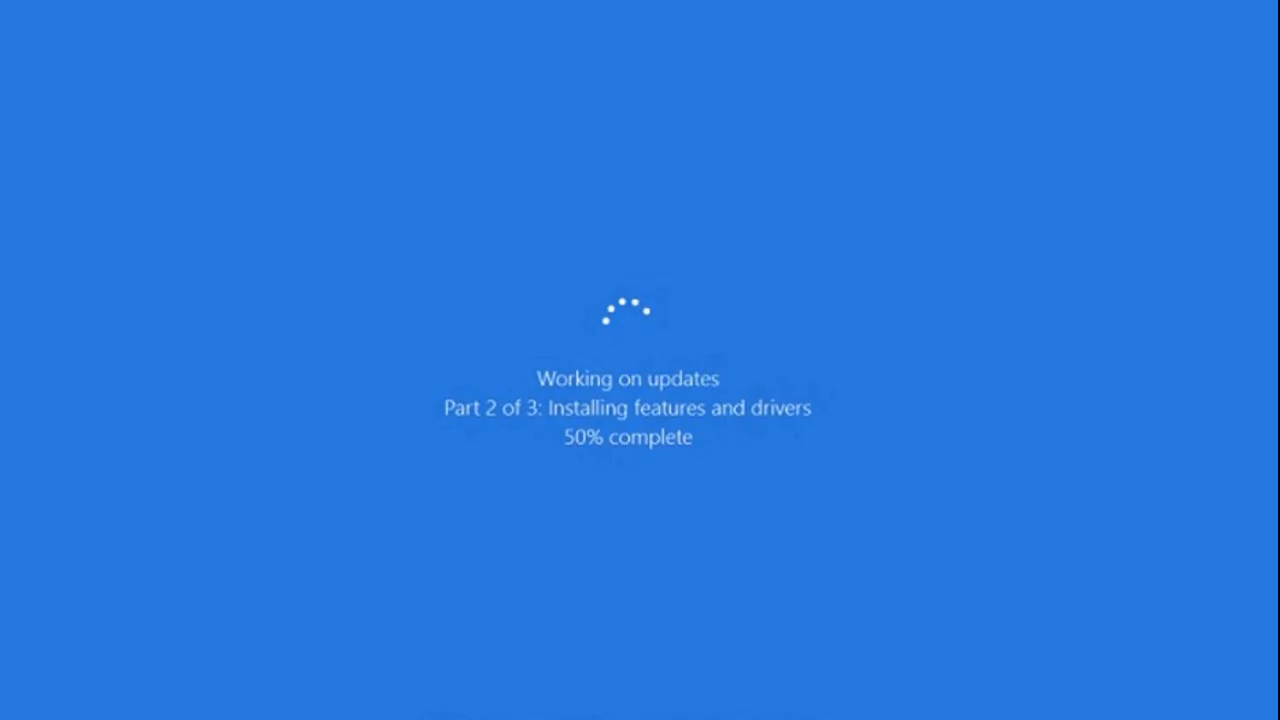 Working on updates
Part 2 of 3: Installing features and drivers
50% complete